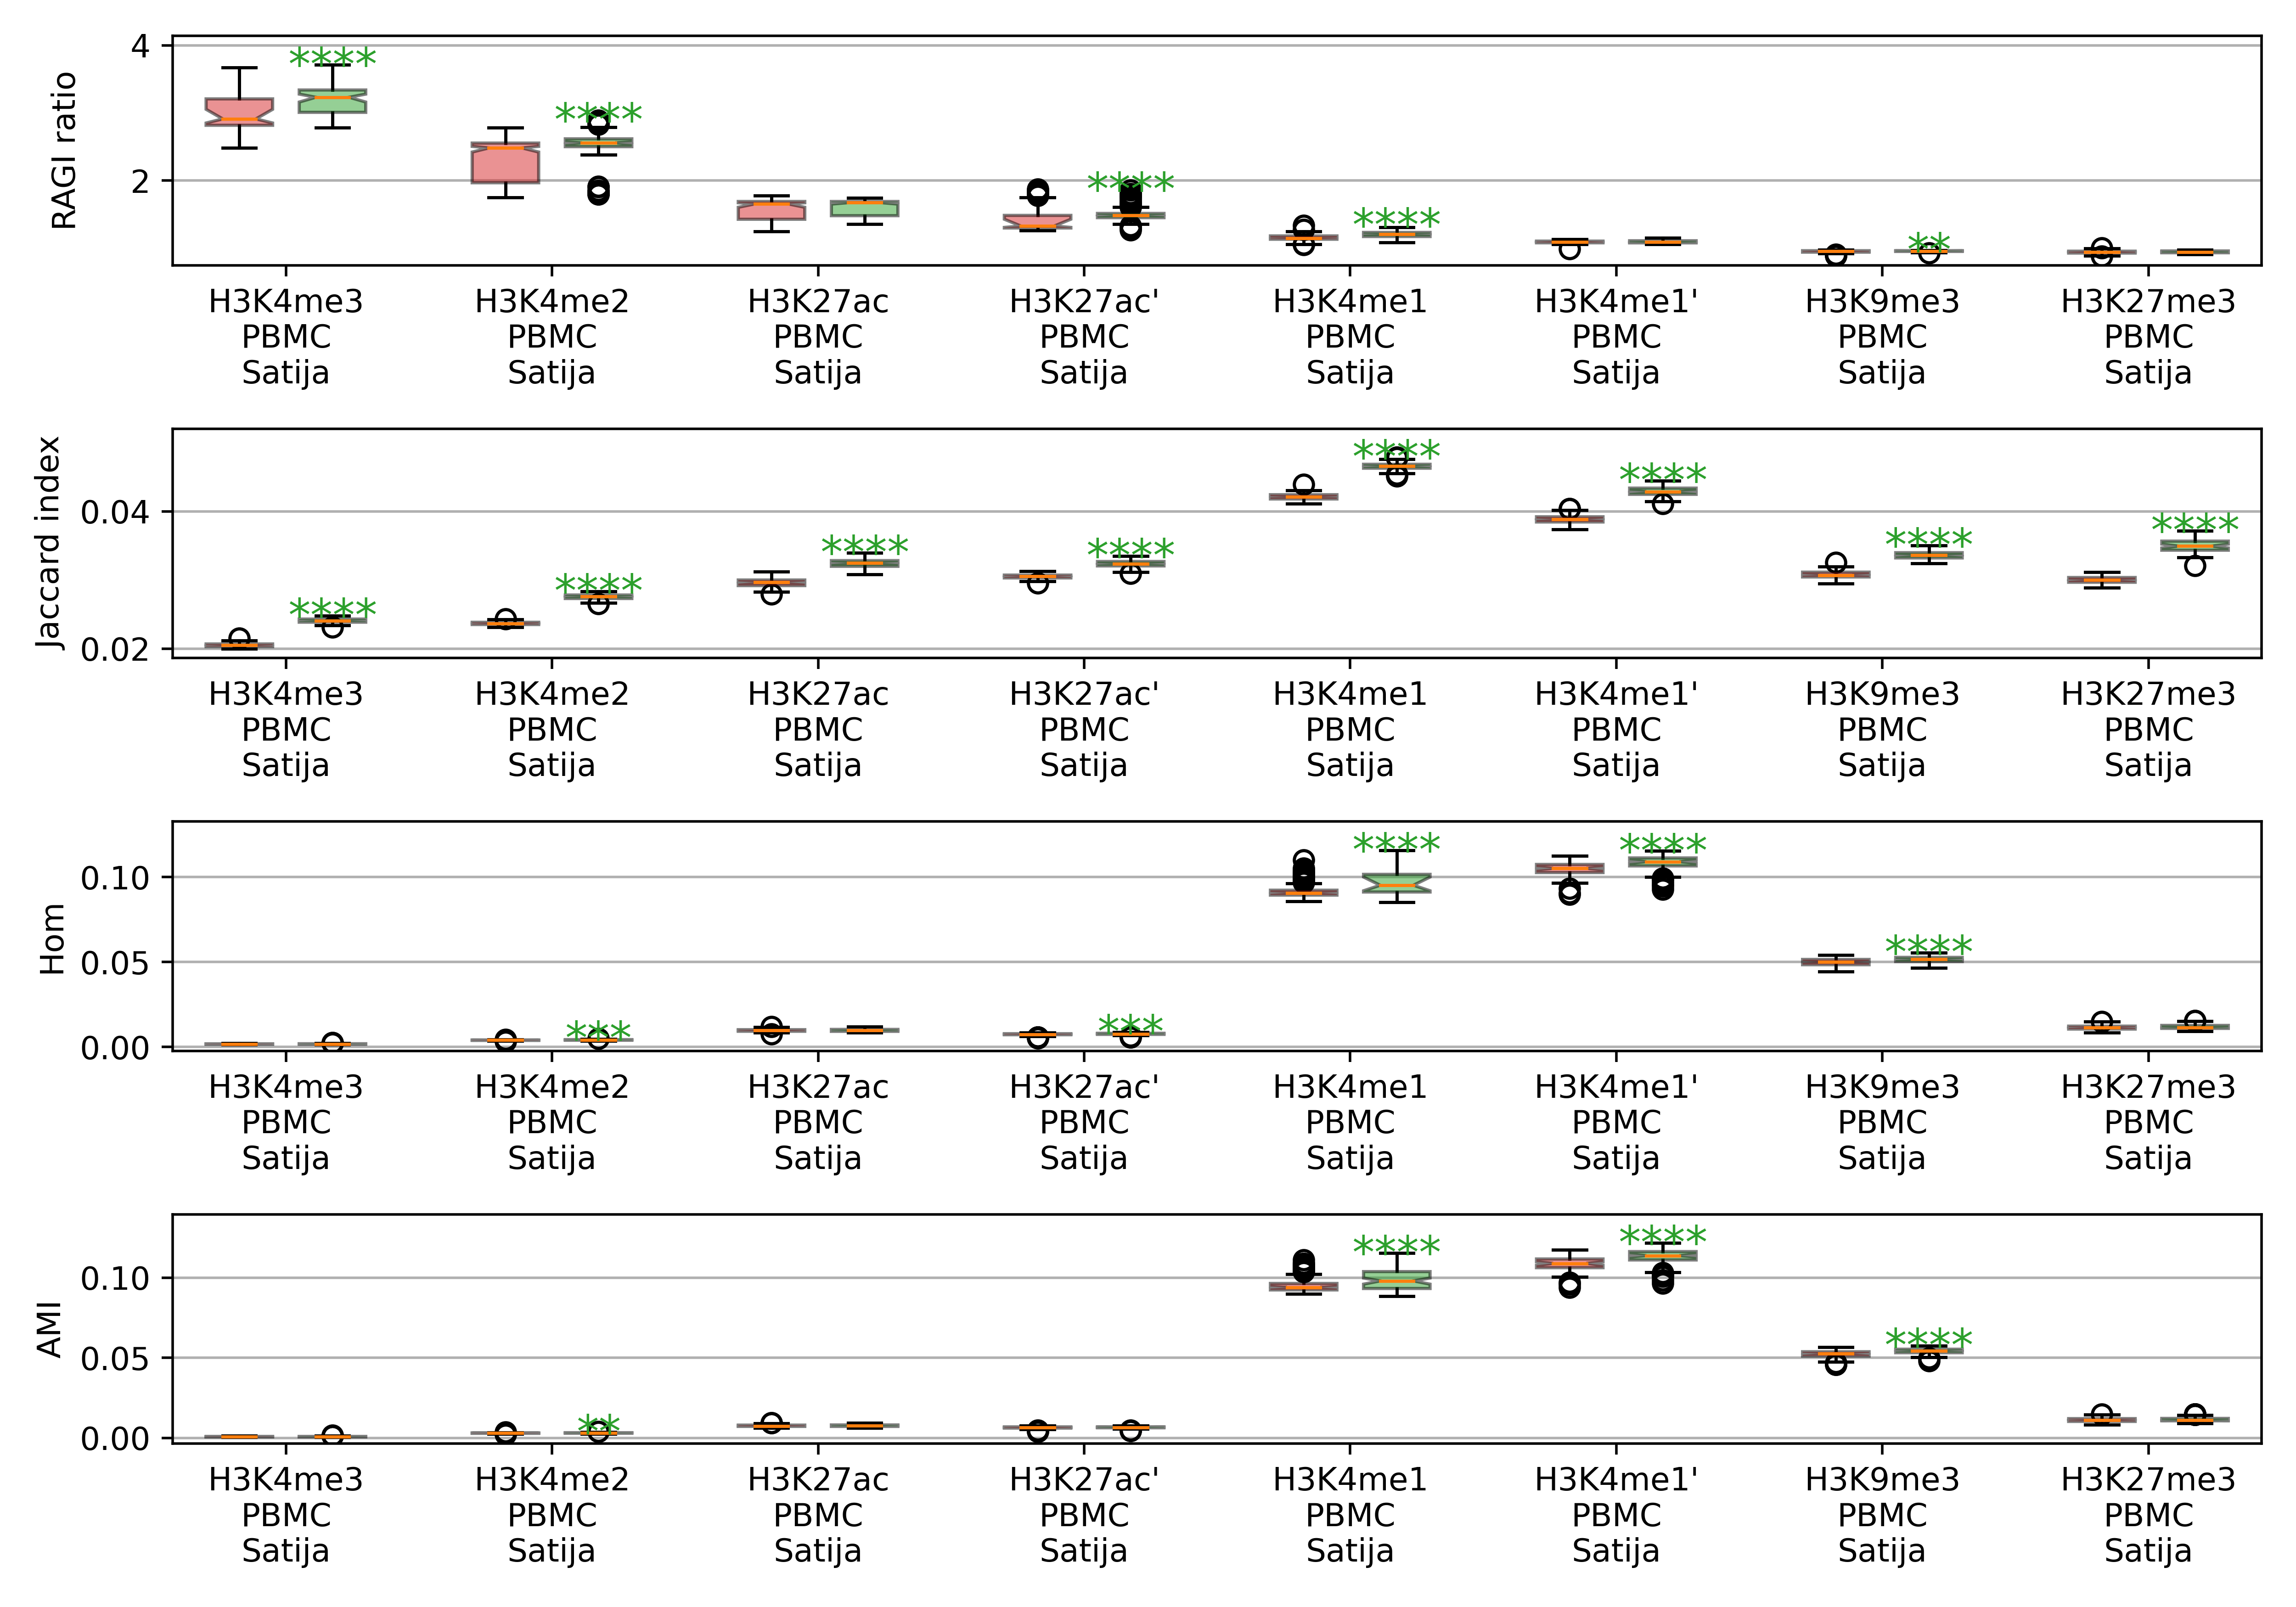 RAGI ratio
4
2
**** **** **** **** **
H3K4me3 H3K4me2 H3K27ac H3K27ac' H3K4me1 H3K4me1' H3K9me3 H3K27me3
PBMC PBMC PBMC PBMC PBMC PBMC PBMC PBMC
Satija Satija Satija Satija Satija Satija Satija Satija
Jaccard index
0.04
0.02
**** **** **** **** **** **** **** ****
H3K4me3 H3K4me2 H3K27ac H3K27ac' H3K4me1 H3K4me1' H3K9me3 H3K27me3
PBMC PBMC PBMC PBMC PBMC PBMC PBMC PBMC
Satija Satija Satija Satija Satija Satija Satija Satija
Hom
0.10
0.05
0.00
*** *** **** **** ****
H3K4me3 H3K4me2 H3K27ac H3K27ac' H3K4me1 H3K4me1' H3K9me3 H3K27me3
PBMC PBMC PBMC PBMC PBMC PBMC PBMC PBMC
Satija Satija Satija Satija Satija Satija Satija Satija
AMI
0.10
0.05
0.00
** **** **** ****
H3K4me3 H3K4me2 H3K27ac H3K27ac' H3K4me1 H3K4me1' H3K9me3 H3K27me3
PBMC PBMC PBMC PBMC PBMC PBMC PBMC PBMC
Satija Satija Satija Satija Satija Satija Satija Satija